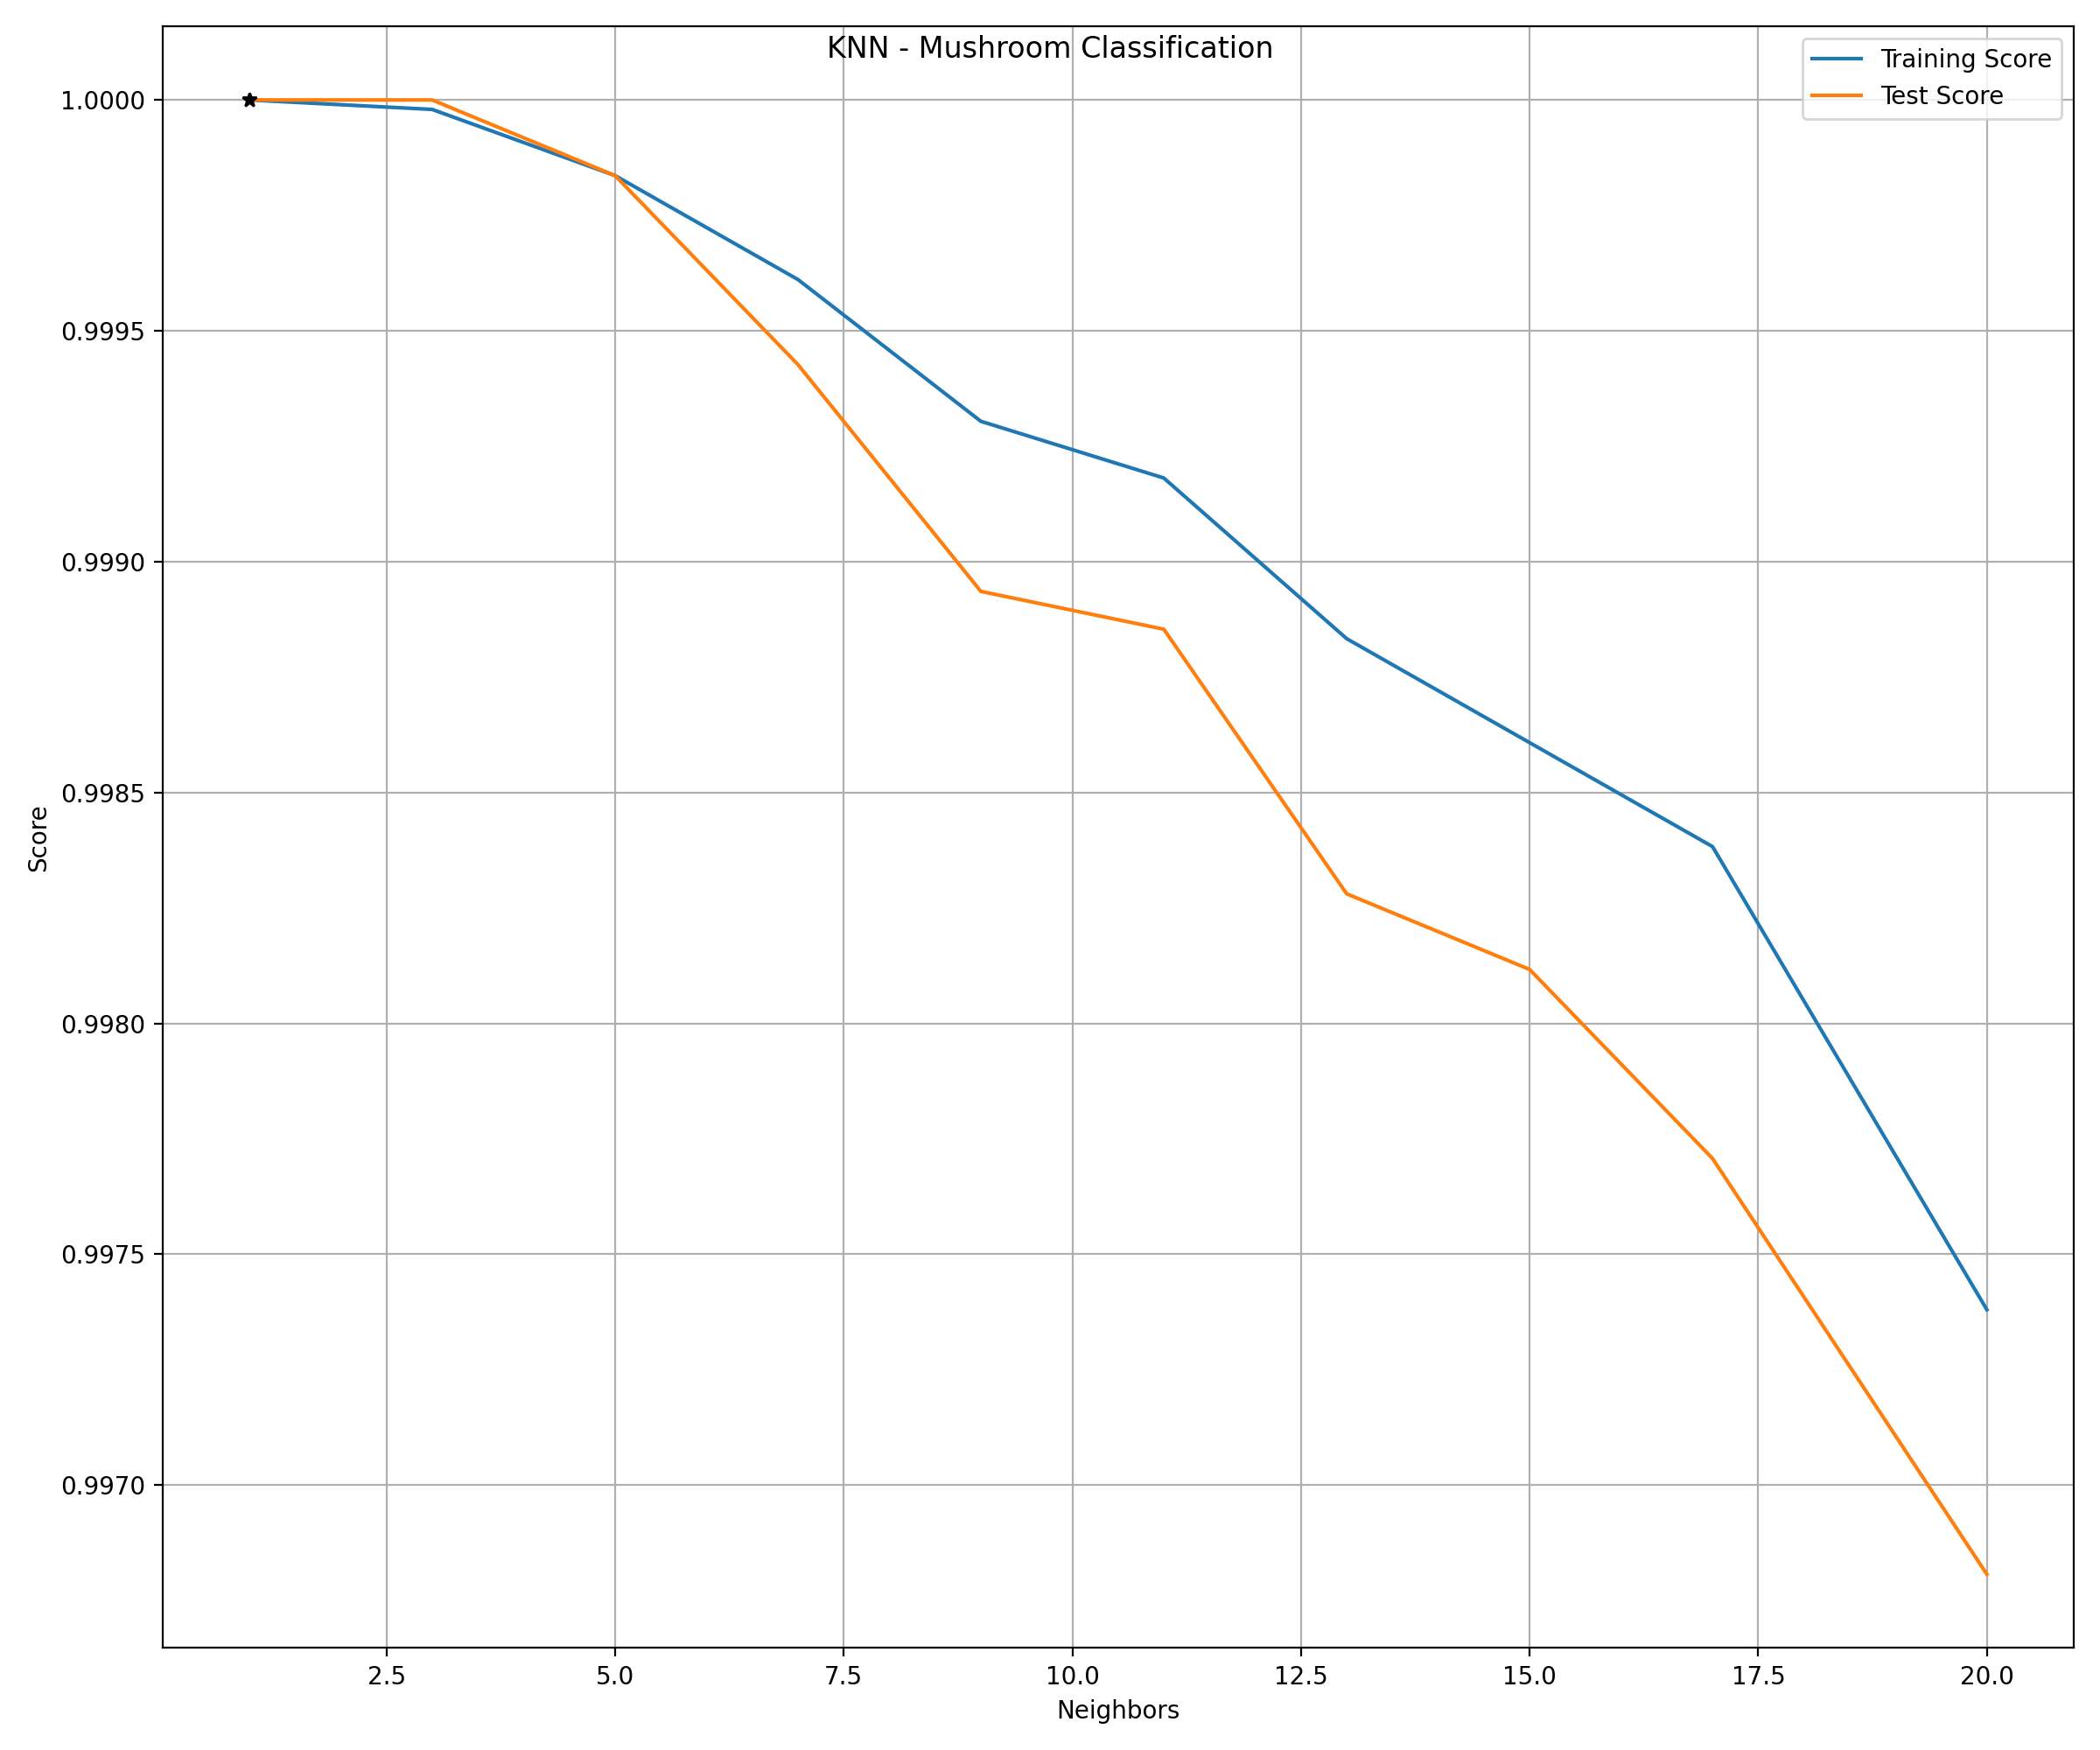 KNN - Mushroom Classification
Training Score
Test Score
1.0000
0.9995
0.9990
0.9985
0.9980
0.9975
0.9970
Score
2.5 5.0 7.5 10.0 12.5 15.0 17.5 20.0
Neighbors